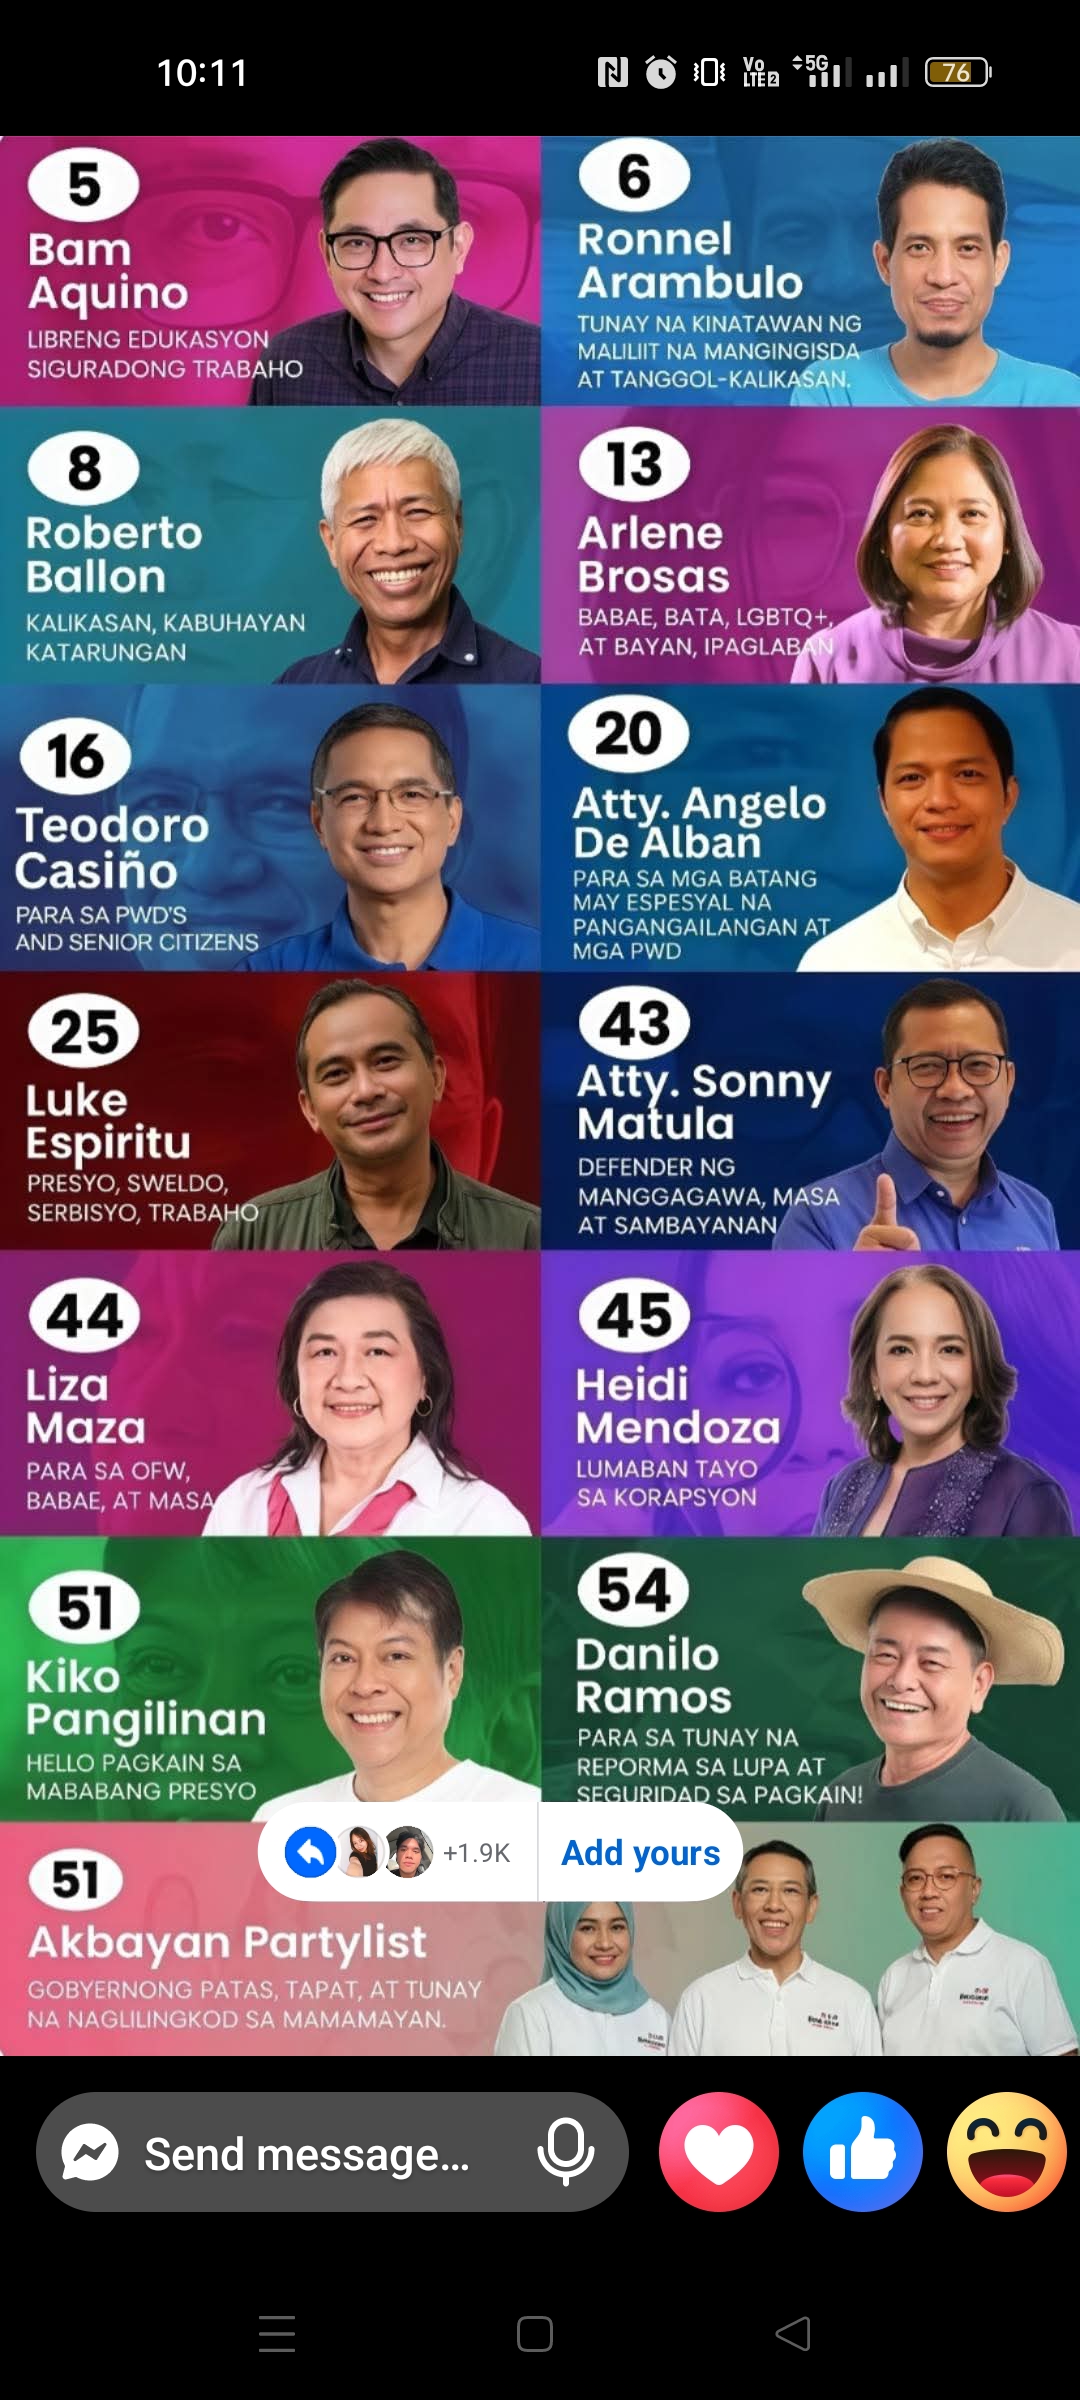 10:11
Vo
LTE2
5G
76
5
Bam
Aquino
LIBRENG EDUKASYON
SIGURADONG TRABAHO
6
Ronnel
Arambulo
TUNAY NA KINATAWAN NG
MALILIIT NA MANGINGISDA
AT TANGGOL-KALIKASAN.
8
Roberto
Ballon
KALIKASAN, KABUHAYAN
KATARUNGAN
13
Arlene
Brosas
BABAE, BATA, LGBTQ+,
AT BAYAN, IPAGLABAN
16
Teodoro
Casiño
PARA SA PWD'S
AND SENIOR CITIZENS
20
Atty. Angelo
De Alban
PARA SA MGA BATANG
MAY ESPESYAL NA
PANGANGAILANGAN AT
MGA PWD
25
Luke
Espiritu
PRESYO, SWELDO,
SERBISYO, TRABAHO
43
Atty. Sonny
Matula
DEFENDER NG
MANGGAGAWA, MASA
AT SAMBAYANAN
44
Liza
Maza
PARA SA OFW,
BABAE, AT MASA
45
Heidi
Mendoza
LUMABAN TAYO
SA KORAPSYON
51
Kiko
Pangilinan
HELLO PAGKAIN SA
MABABANG PRESYO
54
Danilo
Ramos
PARA SA TUNAY NA
REPORMA SA LUPA AT
SEGURIDAD SA PAGKAIN!
+1.9K
Add yours
51
Akbayan Partylist
GOBYERNONG PATAS, TAPAT, AT TUNAY
NA NAGLILINGKOD SA MAMAMAYAN.
Send message...